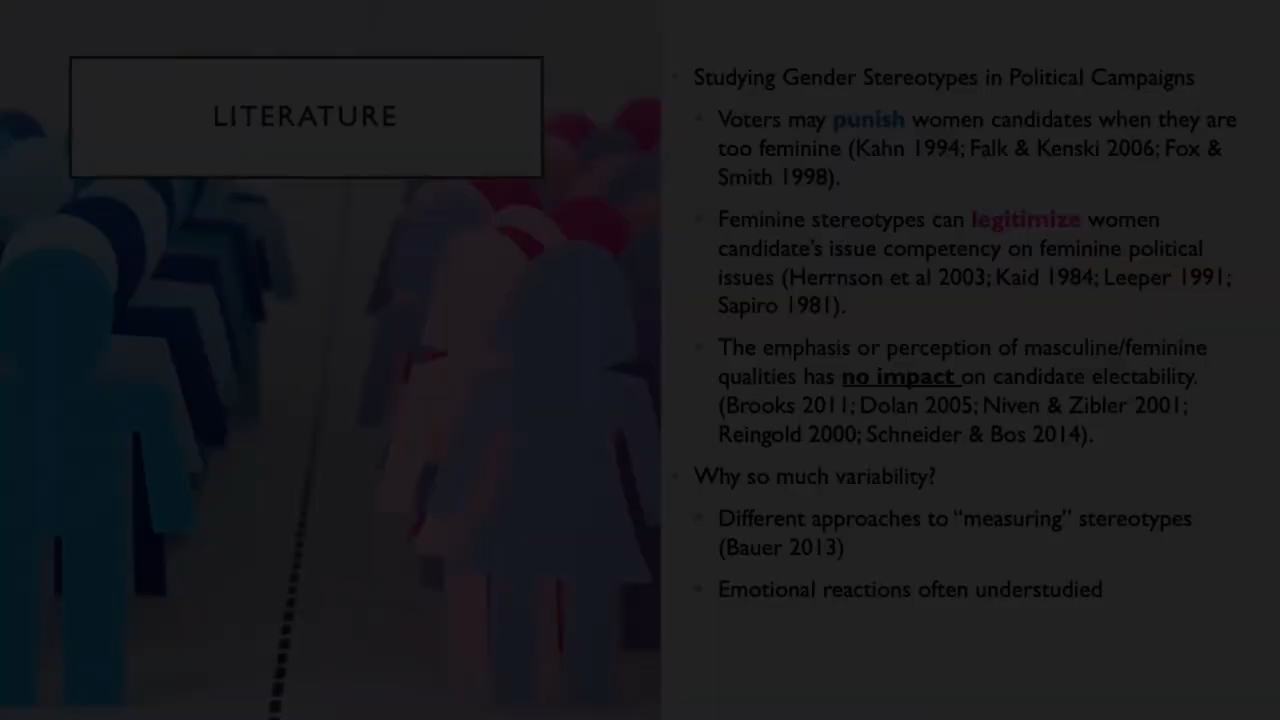 LITERATURE
Studying Gender Stereotypes in Political Campaigns
Voters may punish women candidates when they are
too feminine (Kahn 1994; Falk & Kenski 2006; Fox &
Smith 1998).
Feminine stereotypes can legitimize women
candidate's issue competency on feminine political
issues (Herrnson et al 2003; Kaid 1984; Leeper 1991;
Sapiro 1981).
The emphasis or perception of masculine/feminine
qualities has no impact on candidate electability.
(Brooks 2011; Dolan 2005; Niven & Zibler 2001;
Reingold 2000; Schneider & Bos 2014).
Why so much variability?
Different approaches to “measuring” stereotypes
(Bauer 2013)
Emotional reactions often understudied